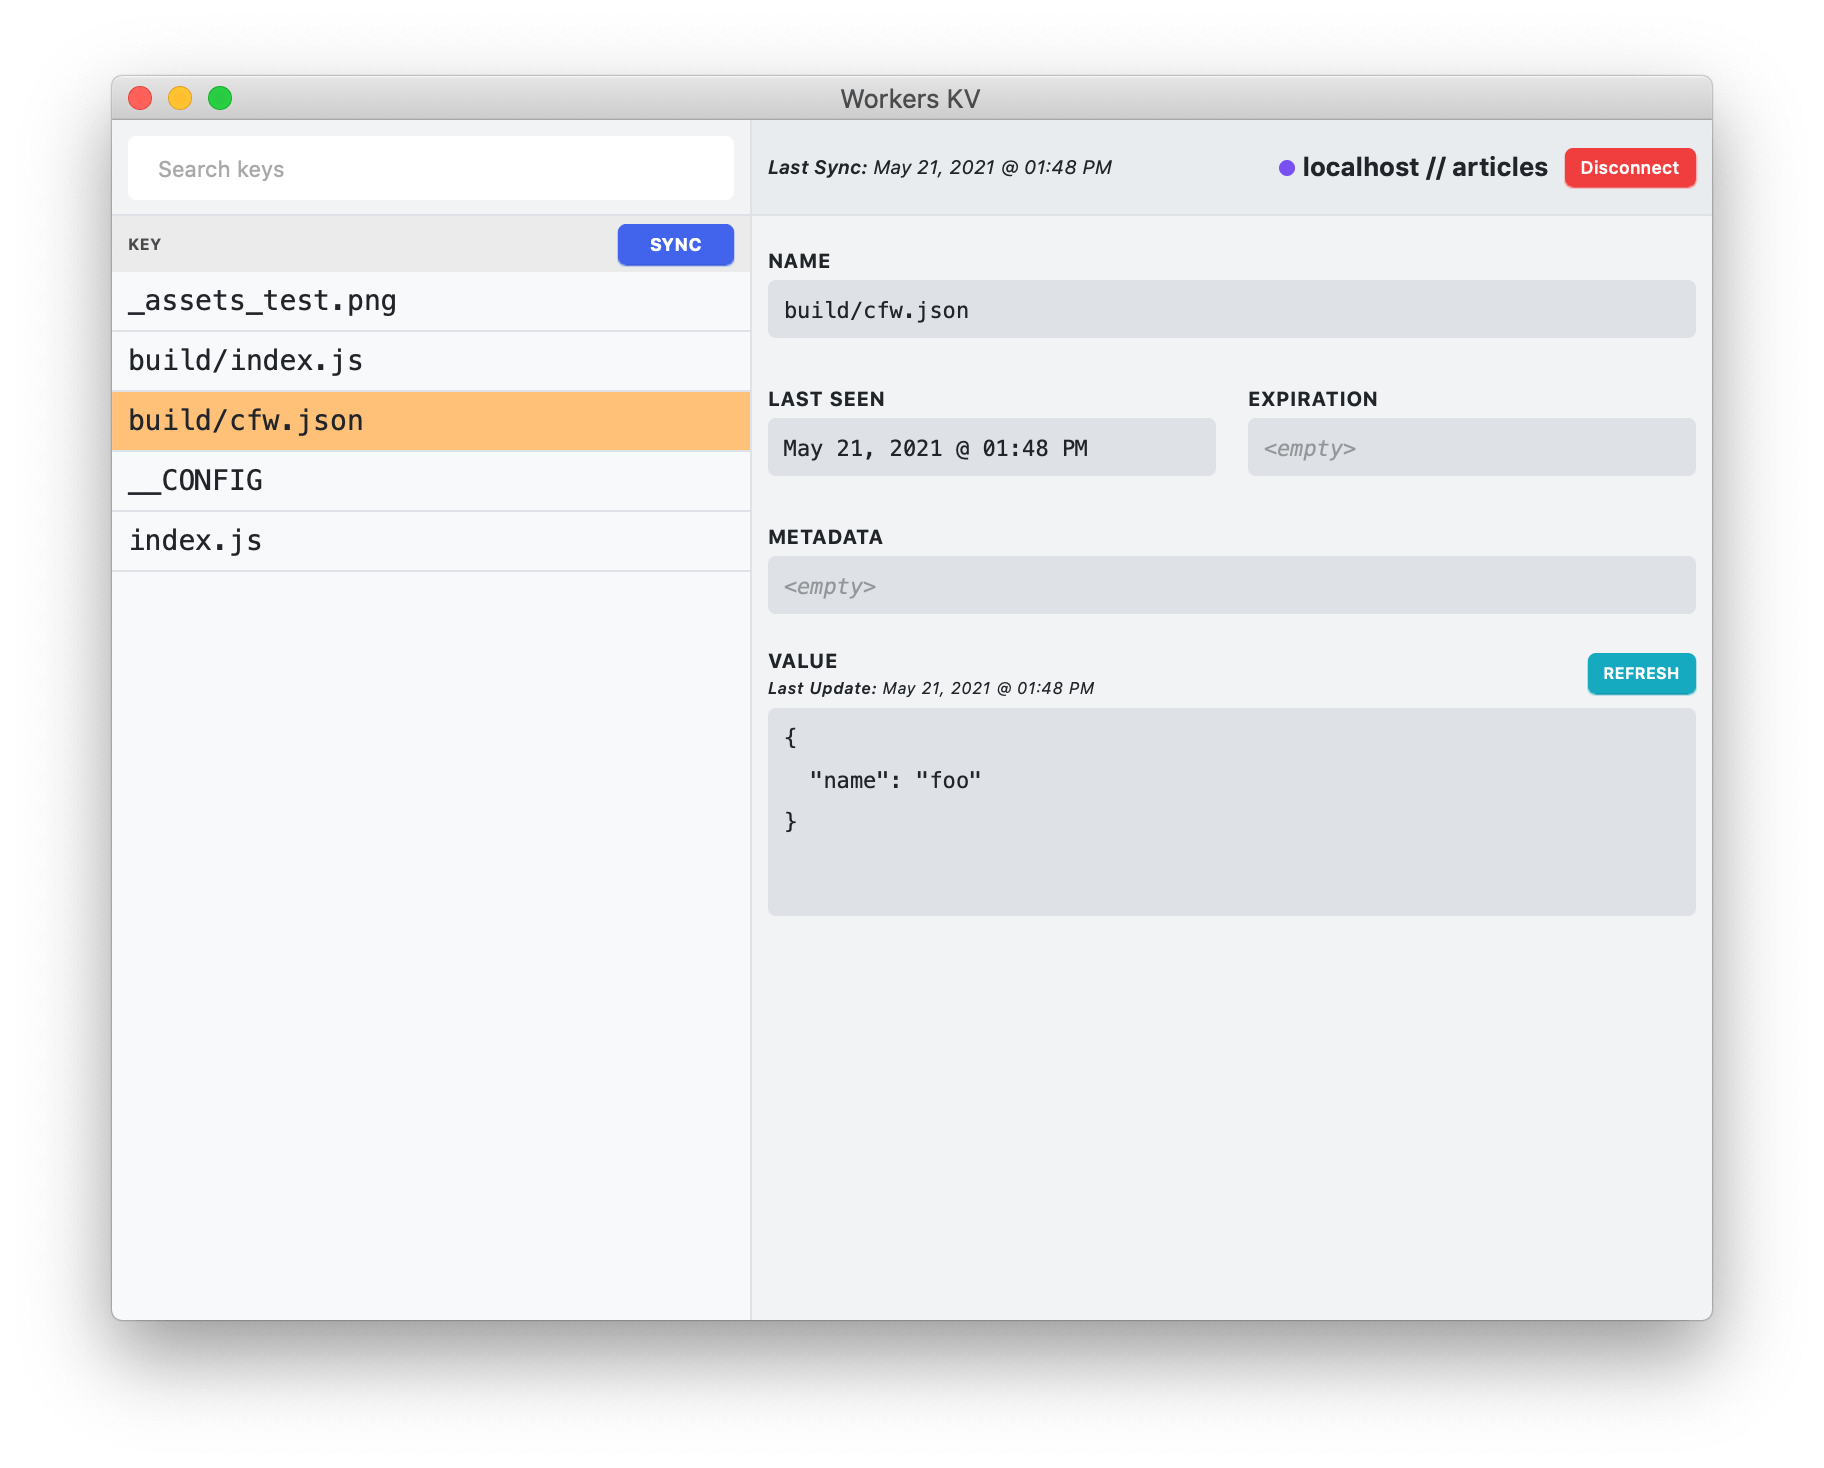 Workers KV
Search keys
Last Sync: May 21, 2021 @ 01:48 PM
localhost // articles
Disconnect
KEY
SYNC
_assets_test.png
build/index.js
build/cfw.json
__CONFIG
index.js
NAME
build/cfw.json
LAST SEEN
May 21, 2021 @ 01:48 PM
EXPIRATION
<empty>
METADATA
<empty>
VALUE
Last Update: May 21, 2021 @ 01:48 PM
REFRESH
{
  "name": "foo"
}